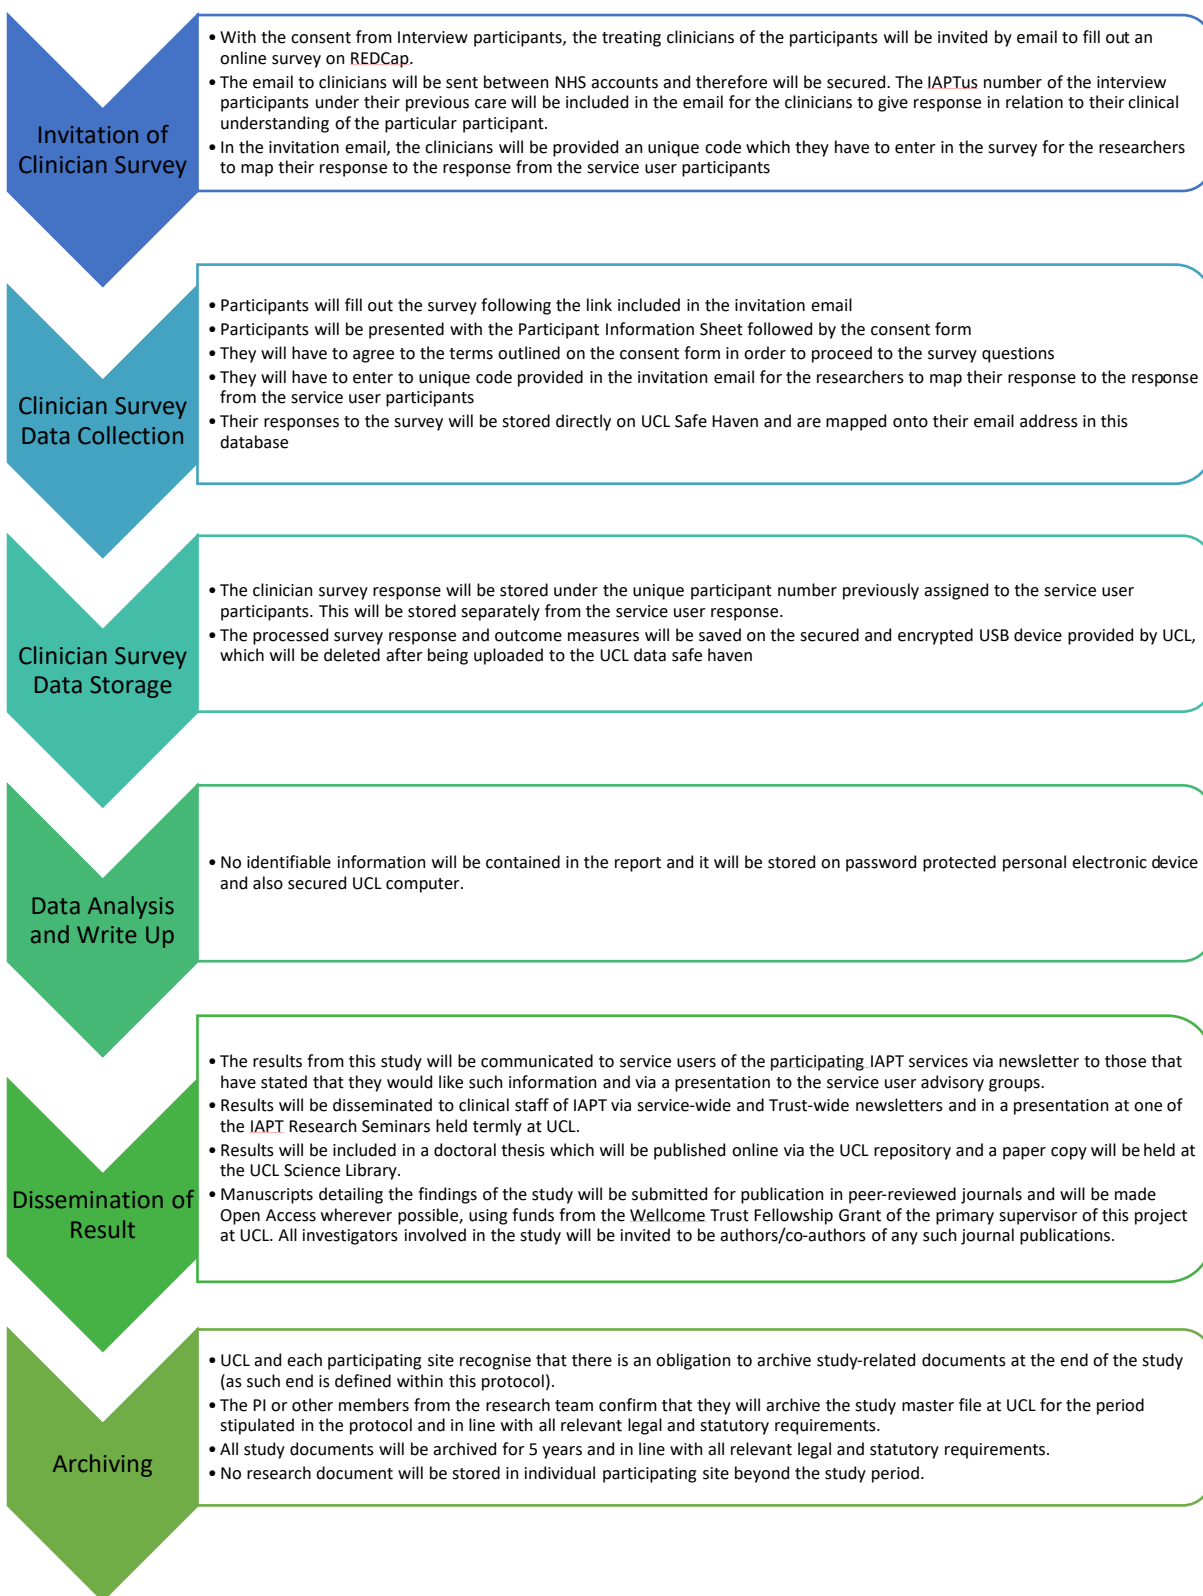 Invitation of
Clinician Survey
• With the consent from Interview participants, the treating clinicians of the participants will be invited by email to fill out an
online survey on REDCap.
• The email to clinicians will be sent between NHS accounts and therefore will be secured. The IAPTus number of the interview
participants under their previous care will be included in the email for the clinicians to give response in relation to their clinical
understanding of the particular participant.
• In the invitation email, the clinicians will be provided an unique code which they have to enter in the survey for the researchers
to map their response to the response from the service user participants
Clinician Survey
Data Collection
• Participants will fill out the survey following the link included in the invitation email
• Participants will be presented with the Participant Information Sheet followed by the consent form
• They will have to agree to the terms outlined on the consent form in order to proceed to the survey questions
• They will have to enter to unique code provided in the invitation email for the researchers to map their response to the response
from the service user participants
• Their responses to the survey will be stored directly on UCL Safe Haven and are mapped onto their email address in this
database
Clinician Survey
Data Storage
• The clinician survey response will be stored under the unique participant number previously assigned to the service user
participants. This will be stored separately from the service user response.
• The processed survey response and outcome measures will be saved on the secured and encrypted USB device provided by UCL,
which will be deleted after being uploaded to the UCL data safe haven
Data Analysis
and Write Up
• No identifiable information will be contained in the report and it will be stored on password protected personal electronic device
and also secured UCL computer.
Dissemination of
Result
• The results from this study will be communicated to service users of the participating IAPT services via newsletter to those that
have stated that they would like such information and via a presentation to the service user advisory groups.
• Results will be disseminated to clinical staff of IAPT via service-wide and Trust-wide newsletters and in a presentation at one of
the IAPT Research Seminars held termly at UCL.
• Results will be included in a doctoral thesis which will be published online via the UCL repository and a paper copy will be held at
the UCL Science Library.
• Manuscripts detailing the findings of the study will be submitted for publication in peer-reviewed journals and will be made
Open Access wherever possible, using funds from the Wellcome Trust Fellowship Grant of the primary supervisor of this project
at UCL. All investigators involved in the study will be invited to be authors/co-authors of any such journal publications.
Archiving
• UCL and each participating site recognise that there is an obligation to archive study-related documents at the end of the study
(as such end is defined within this protocol).
• The PI or other members from the research team confirm that they will archive the study master file at UCL for the period
stipulated in the protocol and in line with all relevant legal and statutory requirements.
• All study documents will be archived for 5 years and in line with all relevant legal and statutory requirements.
• No research document will be stored in individual participating site beyond the study period.